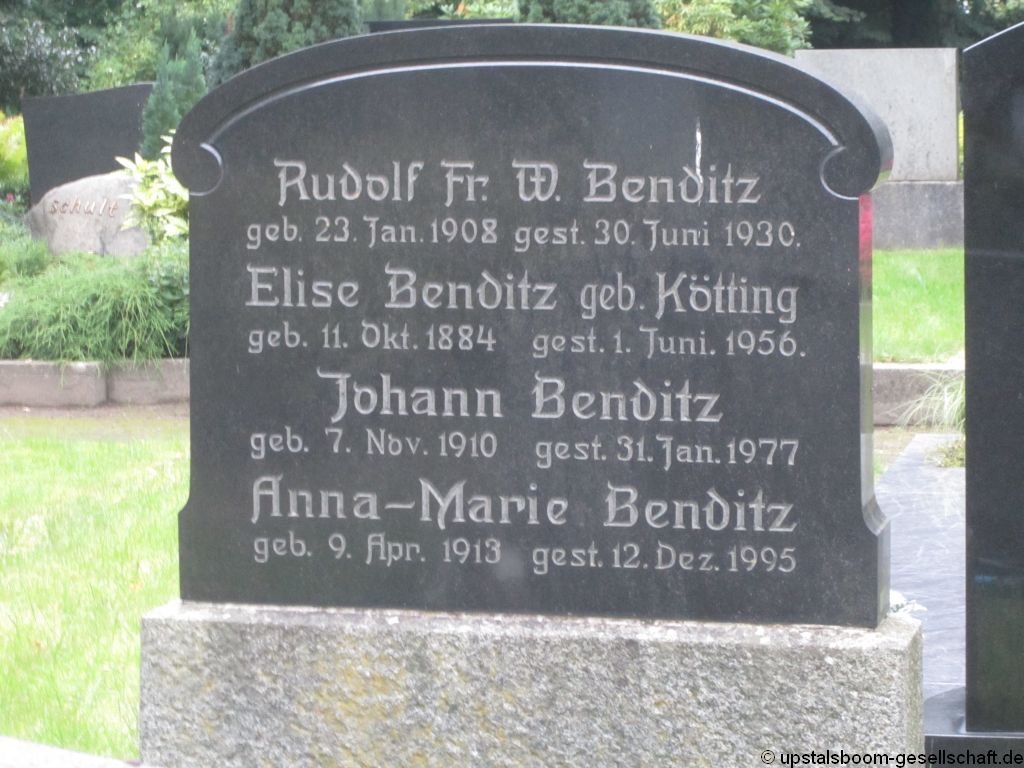 Rudolf Fr. W. Benditz
geb. 23. Jan. 1908 gest. 30. Juni 1930.
Elise Benditz geb. Kötting
geb. 11. Okt. 1884 gest. 1. Juni. 1956.
Johann Benditz
geb. 7. Nov. 1910 gest. 31. Jan. 1977
Anna-Marie Benditz
geb. 9. Apr. 1913 gest. 12. Dez. 1995
schult
© upstalsboom-gesellschaft.de